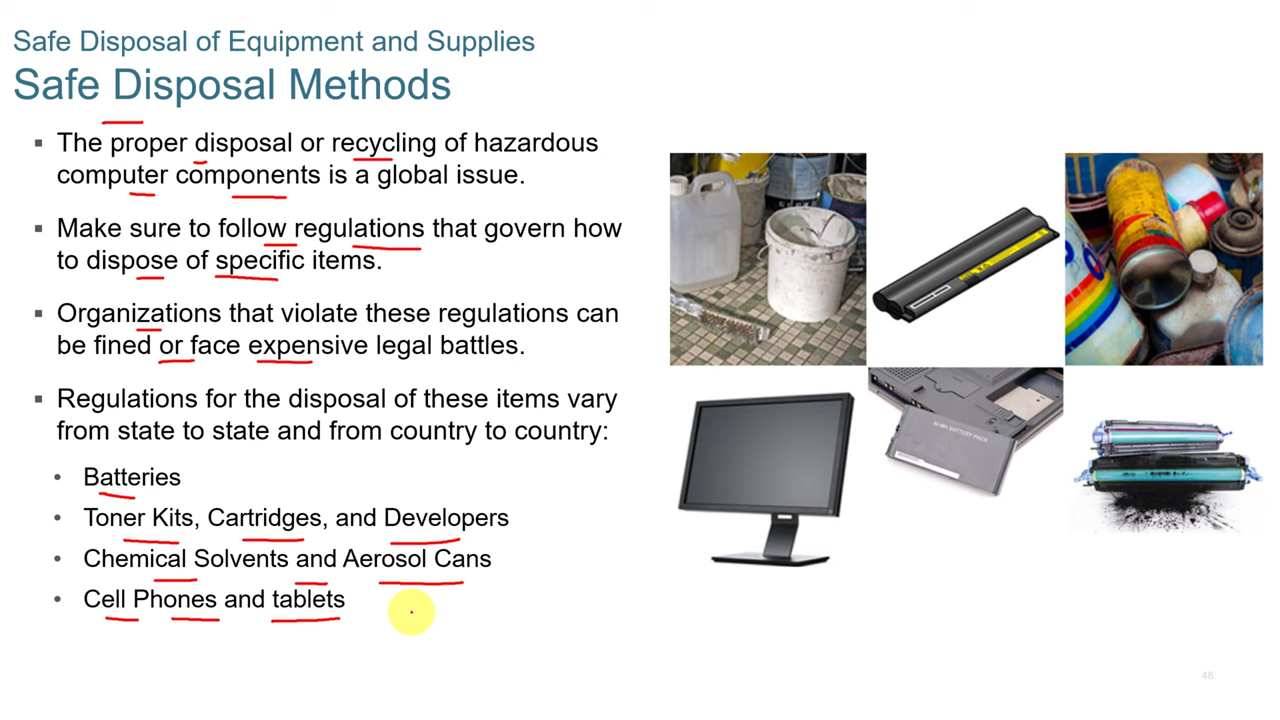 Safe Disposal of Equipment and Supplies
Safe Disposal Methods
▪ The proper disposal or recycling of hazardous
computer components is a global issue.
▪ Make sure to follow regulations that govern how
to dispose of specific items.
▪ Organizations that violate these regulations can
be fined or face expensive legal battles.
▪ Regulations for the disposal of these items vary
from state to state and from country to country:
• Batteries
• Toner Kits, Cartridges, and Developers
• Chemical Solvents and Aerosol Cans
• Cell Phones and tablets
NI-MH BATTERY PACK
48